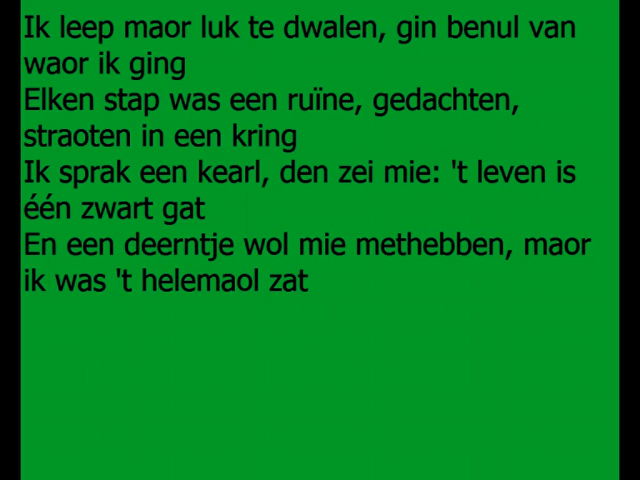 Ik leep maor luk te dwalen, gin benul van
waor ik ging
Elken stap was een ruïne, gedachten,
straoten in een kring
Ik sprak een kearl, den zei mie: 't leven is
één zwart gat
En een deerntje wol mie methebben, maor
ik was 't helemaol zat